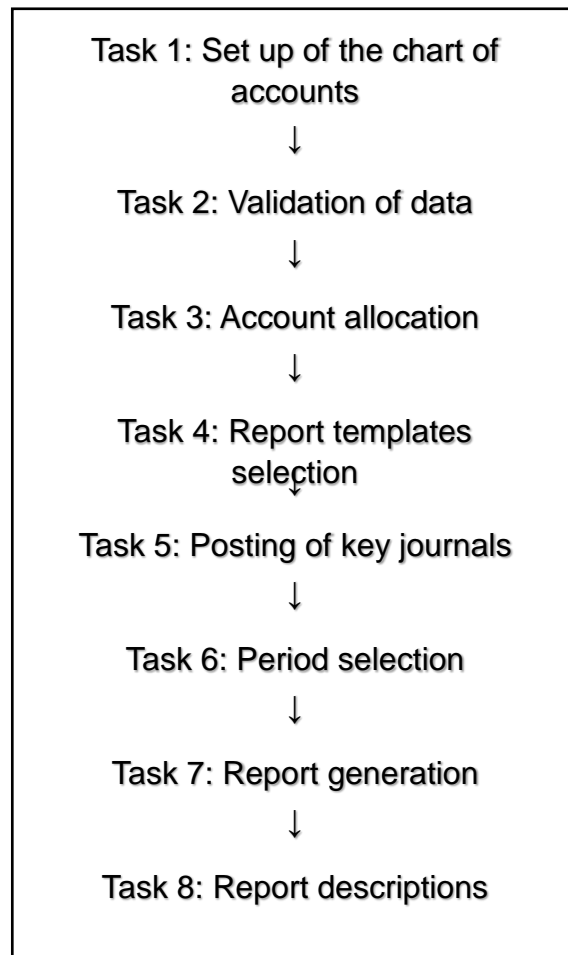 Task 1: Set up of the chart of
accounts
↓
Task 2: Validation of data
↓
Task 3: Account allocation
↓
Task 4: Report templates
selection
↓
Task 5: Posting of key journals
↓
Task 6: Period selection
↓
Task 7: Report generation
↓
Task 8: Report descriptions